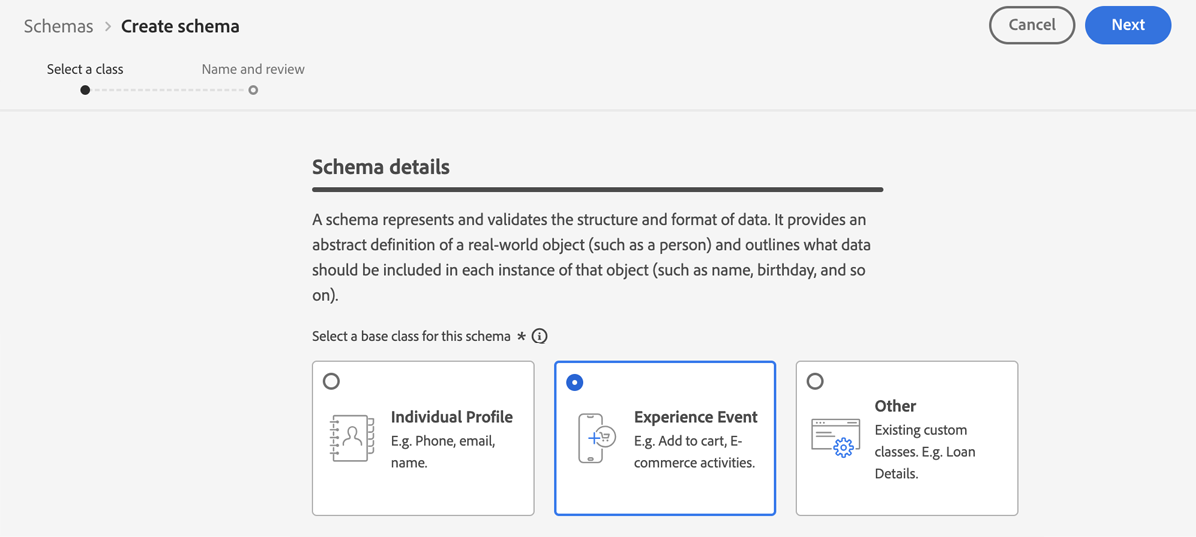 Schemas > Create schema
Cancel
Next
Select a class
Name and review
Schema details
A schema represents and validates the structure and format of data. It provides an
abstract definition of a real-world object (such as a person) and outlines what data
should be included in each instance of that object (such as name, birthday, and so
on).
Select a base class for this schema *
Individual Profile
E.g. Phone, email,
name.
Experience Event
E.g. Add to cart, E-
commerce activities.
Other
Existing custom
classes. E.g. Loan
Details.